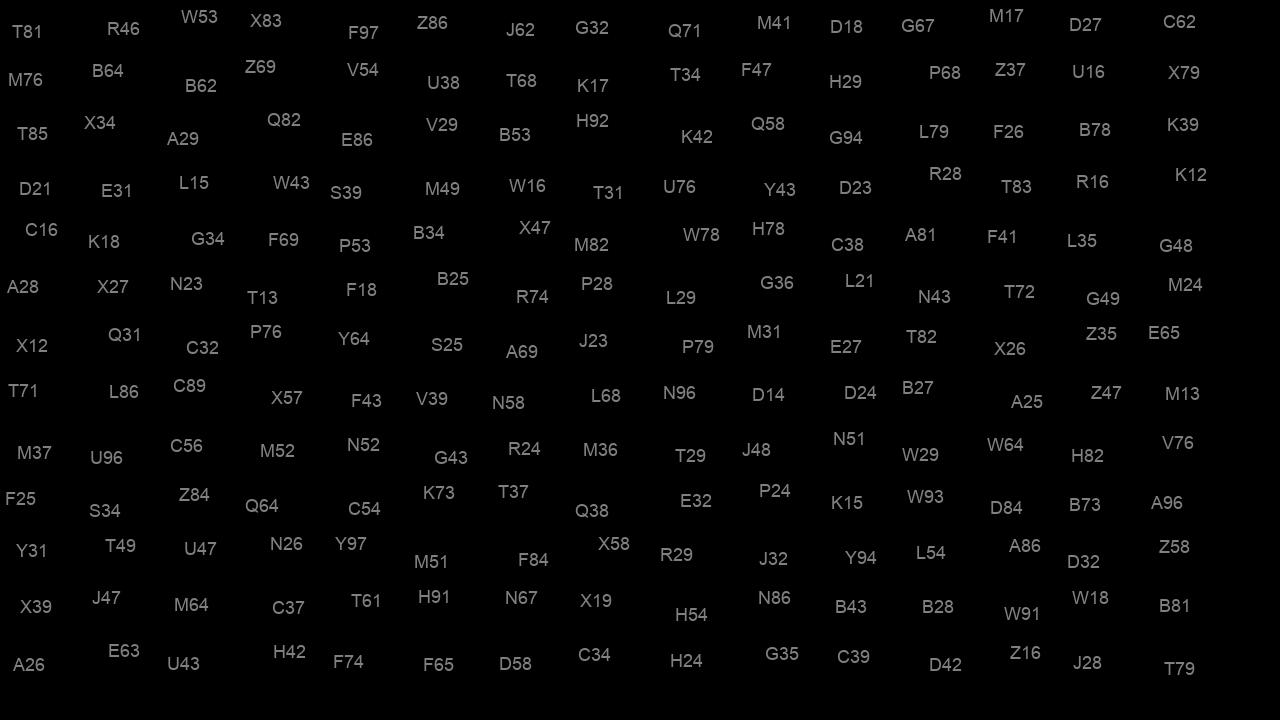 T81 R46 W53 X83 F97 Z86 J62 G32 Q71 M41 D18 G67 M17 D27 C62
M76 B64 B62 Z69 V54 U38 T68 K17 T34 F47 H29 P68 Z37 U16 X79
T85 X34 A29 Q82 E86 V29 B53 H92 K42 Q58 G94 L79 F26 B78 K39
D21 E31 L15 W43 S39 M49 W16 T31 U76 Y43 D23 R28 T83 R16 K12
C16 K18 G34 F69 P53 B34 X47 M82 W78 H78 C38 A81 F41 L35 G48
A28 X27 N23 T13 F18 B25 R74 P28 L29 G36 L21 N43 T72 G49 M24
X12 Q31 C32 P76 Y64 S25 A69 J23 P79 M31 E27 T82 X26 Z35 E65
T71 L86 C89 X57 F43 V39 N58 L68 N96 D14 D24 B27 A25 Z47 M13
M37 U96 C56 M52 N52 G43 R24 M36 T29 J48 N51 W29 W64 H82 V76
F25 S34 Z84 Q64 C54 K73 T37 Q38 E32 P24 K15 W93 D84 B73 A96
Y31 T49 U47 N26 Y97 M51 F84 X58 R29 J32 Y94 L54 A86 D32 Z58
X39 J47 M64 C37 T61 H91 N67 X19 H54 N86 B43 B28 W91 W18 B81
A26 E63 U43 H42 F74 F65 D58 C34 H24 G35 C39 D42 Z16 J28 T79